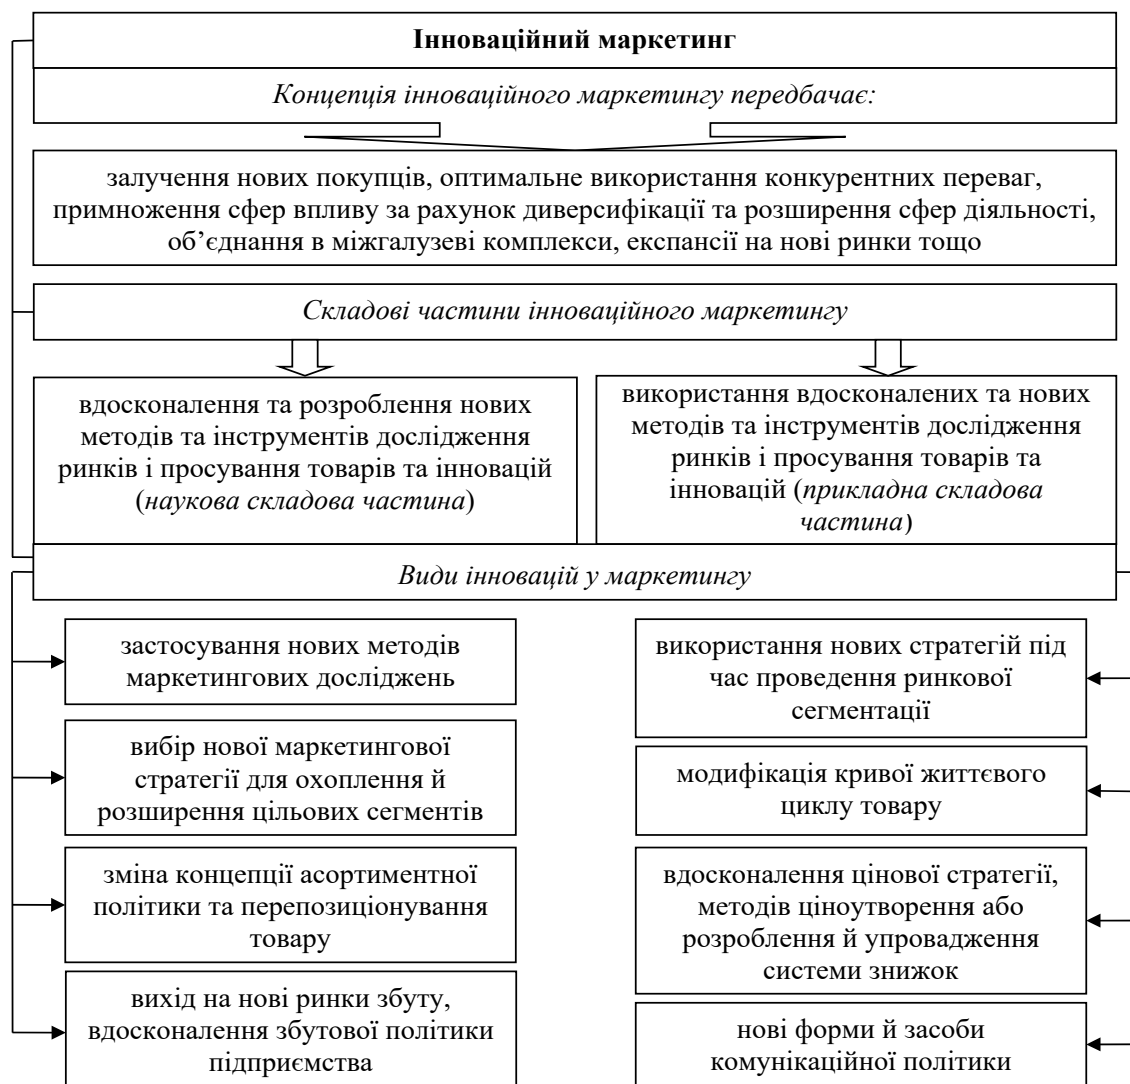 Інноваційний маркетинг
Концепція інноваційного маркетингу передбачає:
залучення нових покупців, оптимальне використання конкурентних переваг,
примноження сфер впливу за рахунок диверсифікації та розширення сфер діяльності,
об’єднання в міжгалузеві комплекси, експансії на нові ринки тощо
Складові частини інноваційного маркетингу
вдосконалення та розроблення нових
методів та інструментів дослідження
ринків і просування товарів та інновацій
(наукова складова частина)
використання вдосконалених та нових
методів та інструментів дослідження
ринків і просування товарів та
інновацій (прикладна складова
частина)
Види інновацій у маркетингу
застосування нових методів
маркетингових досліджень
вибір нової маркетингової
стратегії для охоплення й
розширення цільових сегментів
зміна концепції асортиментної
політики та перепозиціонування
товару
вихід на нові ринки збуту,
вдосконалення збутової політики
підприємства
використання нових стратегій під
час проведення ринкової
сегментації
модифікація кривої життєвого
циклу товару
вдосконалення цінової стратегії,
методів ціноутворення або
розроблення й упровадження
системи знижок
нові форми й засоби
комунікаційної політики